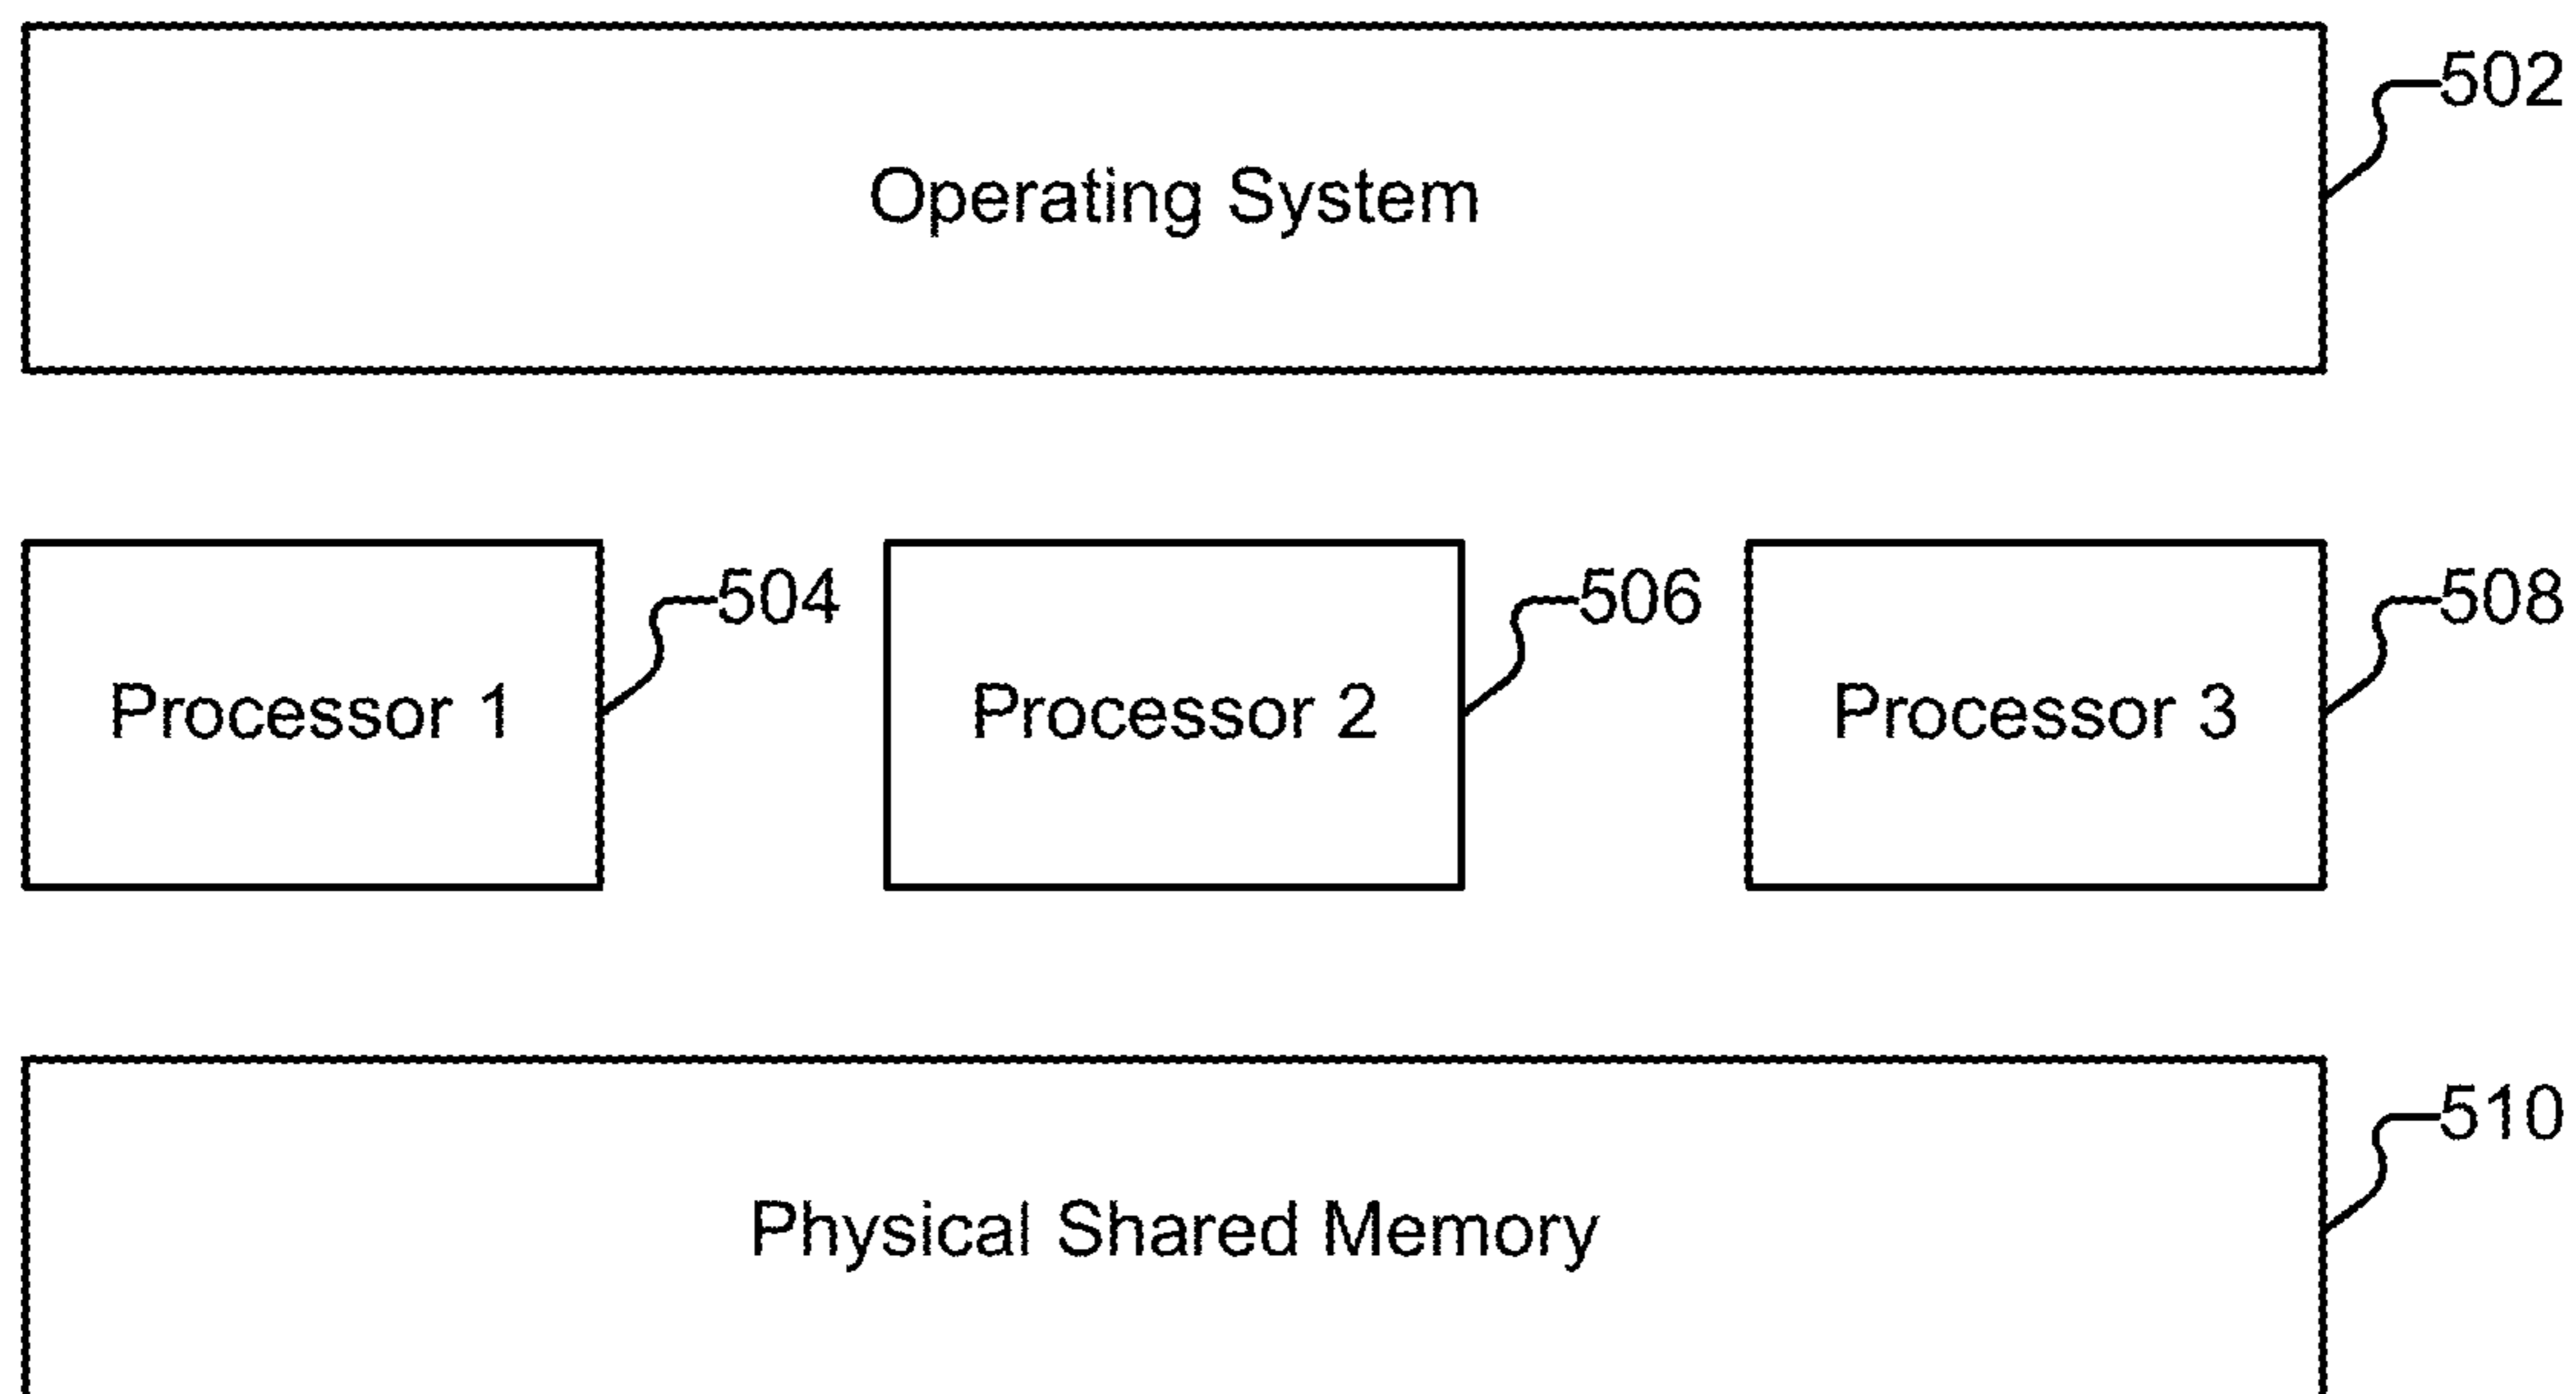 502
Operating System
504
506
508
Processor 1
Processor 2
Processor 3
510
Physical Shared Memory